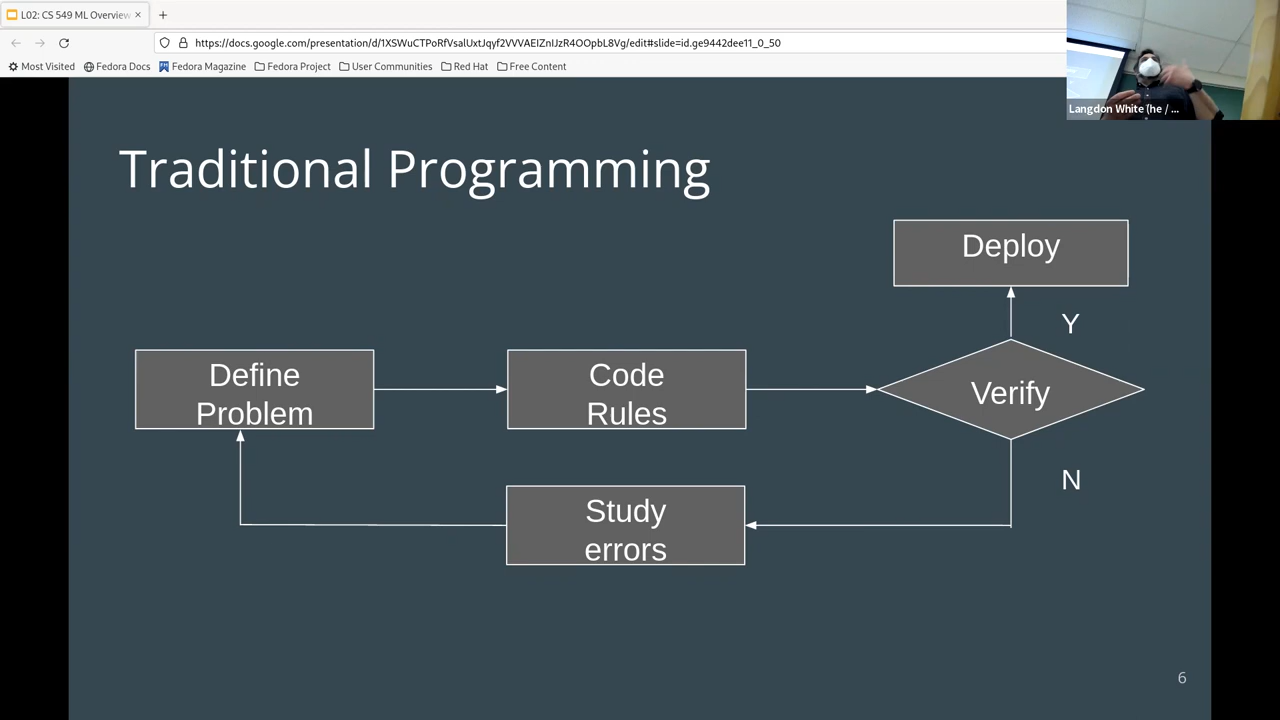 L02: CS 549 ML Overview
https://docs.google.com/presentation/d/1XSWuCTPoRfVsalUxtJqyf2VVVAEIZnIJzR4OOpbL8Vg/edit#slide=id.ge9442dee11_0_50
Most Visited Fedora Docs Fedora Magazine Fedora Project User Communities Red Hat Free Content
Langdon White (he / ...
Traditional Programming
Deploy
Y
Define
Problem
Code
Rules
Verify
N
Study
errors
6